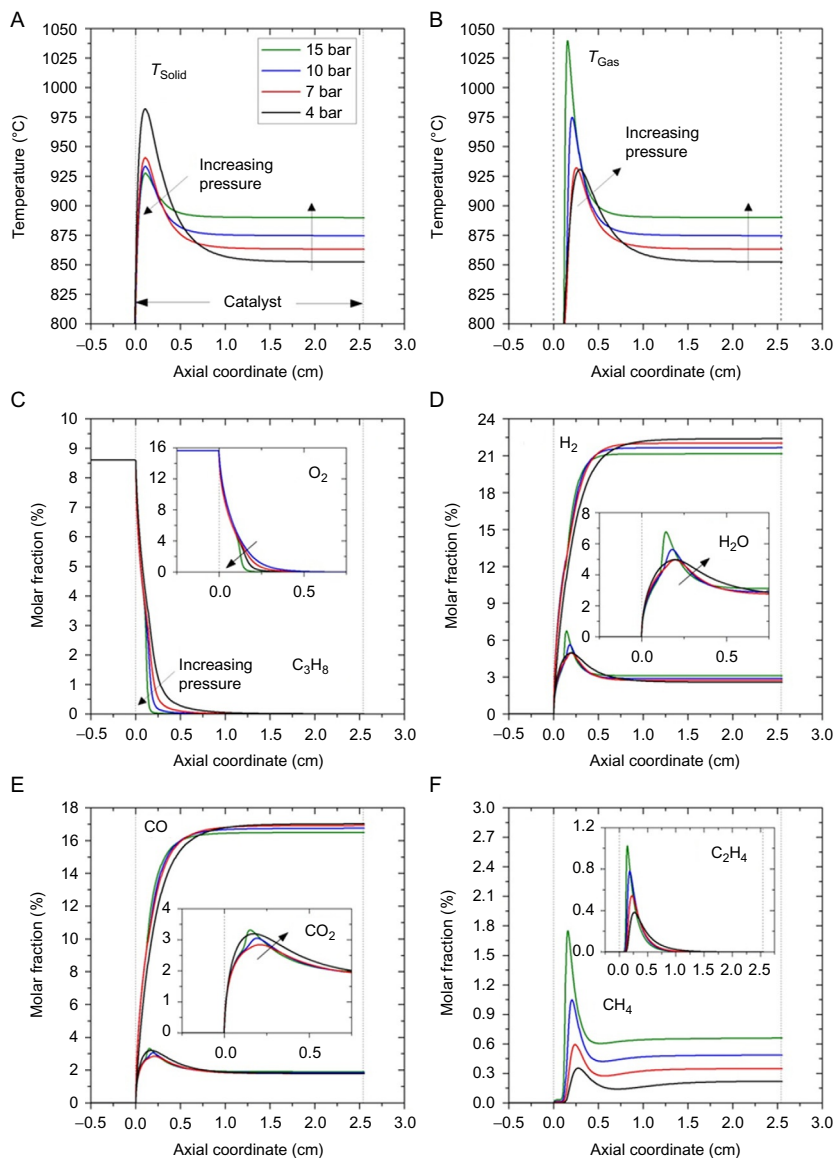 A
1050
1025
1000
975
950
925
900
875
850
825
800
Temperature (°C)
T Solid
15 bar
10 bar
7 bar
4 bar
Increasing
pressure
Catalyst
−0.5 0.0 0.5 1.0 1.5 2.0 2.5 3.0
Axial coordinate (cm)
B
1050
1025
1000
975
950
925
900
875
850
825
800
Temperature (°C)
T Gas
Increasing
pressure
−0.5 0.0 0.5 1.0 1.5 2.0 2.5 3.0
Axial coordinate (cm)
C
10
9
8
7
6
5
4
3
2
1
0
Molar fraction (%)
16
12
8
4
0
O2
0.0 0.5
Increasing
pressure
C3H8
−0.5 0.0 0.5 1.0 1.5 2.0 2.5 3.0
Axial coordinate (cm)
D
24
21
18
15
12
9
6
3
0
Molar fraction (%)
H2
8
6
4
2
0
H2O
0.0 0.5
−0.5 0.0 0.5 1.0 1.5 2.0 2.5 3.0
Axial coordinate (cm)
E
18
16
14
12
10
8
6
4
2
0
Molar fraction (%)
CO
4
3
2
1
0
CO2
0.0 0.5
−0.5 0.0 0.5 1.0 1.5 2.0 2.5 3.0
Axial coordinate (cm)
F
3.0
2.7
2.4
2.1
1.8
1.5
1.2
0.9
0.6
0.3
0.0
Molar fraction (%)
1.2
0.8
0.4
0.0
C2H4
0.0 0.5 1.0 1.5 2.0 2.5
CH4
−0.5 0.0 0.5 1.0 1.5 2.0 2.5 3.0
Axial coordinate (cm)